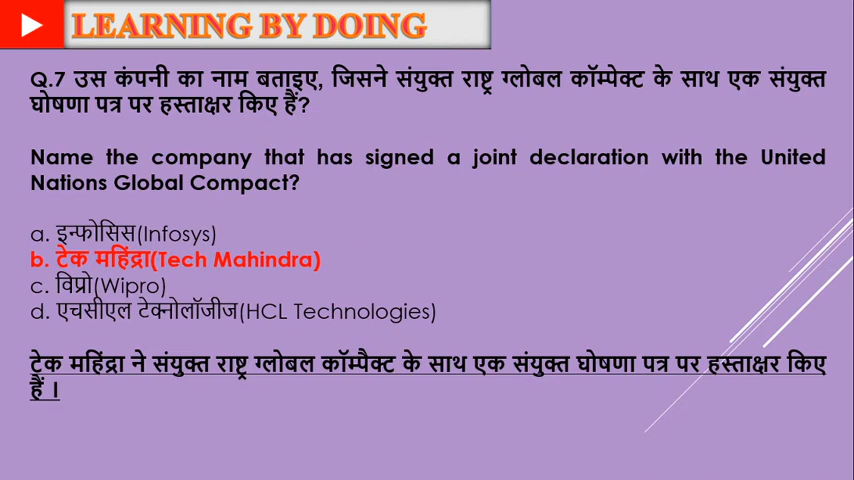 LEARNING BY DOING
Q.7 उस कंपनी का नाम बताइए, जिसने संयुक्त राष्ट्र ग्लोबल कॉम्पेक्ट के साथ एक संयुक्त
घोषणा पत्र पर हस्ताक्षर किए हैं?
Name the company that has signed a joint declaration with the United
Nations Global Compact?
a. इन्फोसिस(Infosys)
b. टेक महिंद्रा(Tech Mahindra)
c. विप्रो(Wipro)
d. एचसीएल टेक्नोलॉजीज(HCL Technologies)
टेक महिंद्रा ने संयुक्त राष्ट्र ग्लोबल कॉम्पैक्ट के साथ एक संयुक्त घोषणा पत्र पर हस्ताक्षर किए
हैं ।